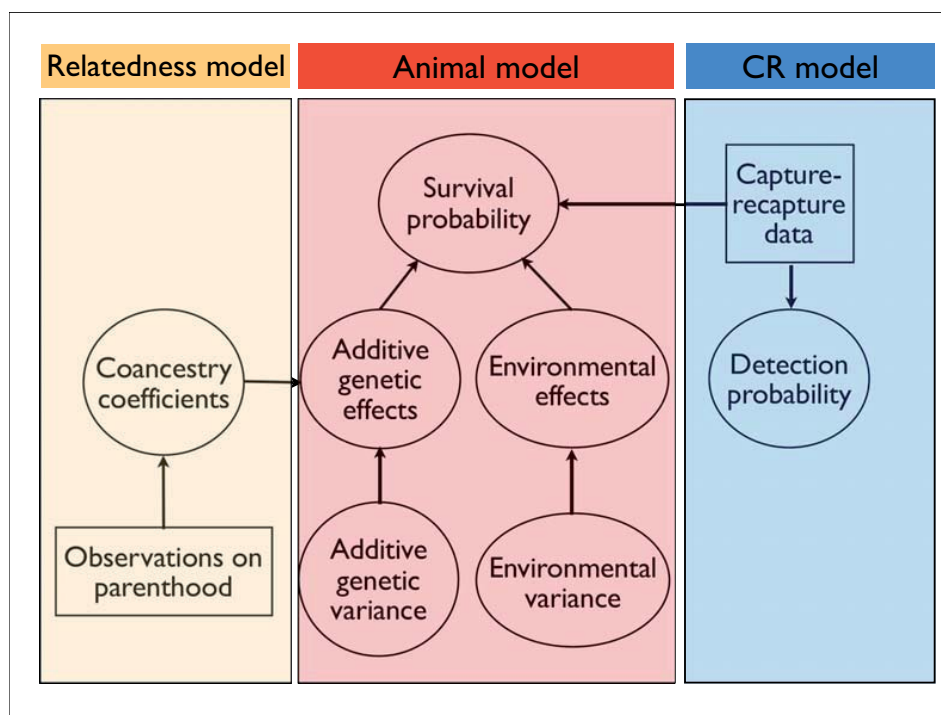 Relatedness model
Animal model
CR model
Survival
probability
Capture-
recapture
data
Coancestry
coefficients
Additive
genetic
effects
Environmental
effects
Detection
probability
Observations on
parenthood
Additive
genetic
variance
Environmental
variance